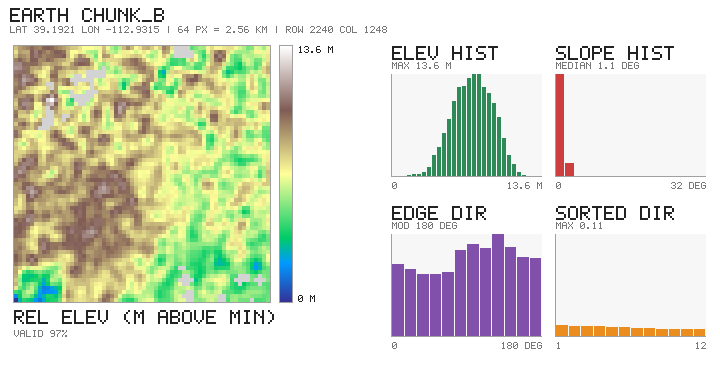 EARTH CHUNK_B
LAT 39.1921 LON -112.9315 | 64 PX = 2.56 KM | ROW 2240 COL 1248
13.6 M
0 M
REL ELEV (M ABOVE MIN)
VALID 97%
ELEV HIST
MAX 13.6 M
0 13.6 M
SLOPE HIST
MEDIAN 1.1 DEG
0 32 DEG
EDGE DIR
MOD 180 DEG
0 180 DEG
SORTED DIR
MAX 0.11
1 12